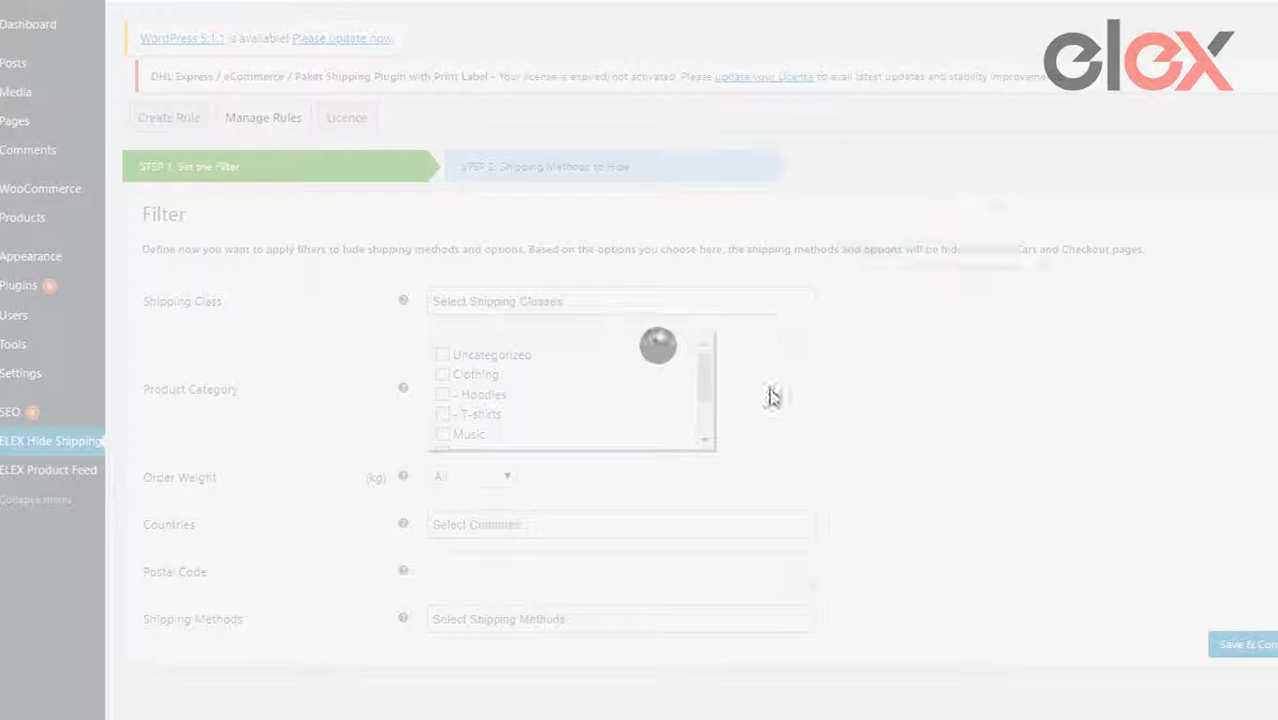 elex
Dashboard
Posts
Media
Pages
Comments
WooCommerce
Products
Appearance
Plugins
Users
Tools
Settings
SEO
ELEX Hide Shipping
ELEX Product Feed
Collapse menu
WordPress 5.1.1 is available! Please update now.
DHL Express / eCommerce / Paket Shipping Plugin with Print Label - Your license is expired/not activated. Please update your License to avail latest updates and stability
Create Rule Manage Rules Licence
STEP 1: Set the Filter STEP 2: Shipping Methods to Hide
Filter
Define how you want to apply filters to hide shipping methods and options. Based on the options you choose here, the shipping methods and options will be and Checkout pages.
Shipping Class Select Shipping Classes
Uncategorized
Clothing
Product Category
- Hoodies
- T-shirts
Music
Order Weight (kg) All
Countries Select
Postal Code
Shipping Methods Select Shipping Methods
Save &